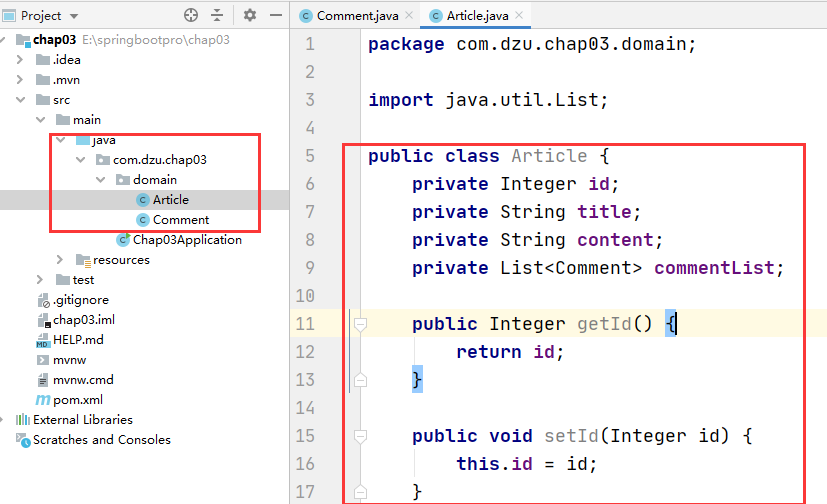 Project
chap03 E:\springbootpro\chap03
.idea
.mvn
src
main
java
com.dzu.chap03
domain
Article
Comment
Chap03Application
resources
test
.gitignore
chap03.iml
HELP.md
mvnw
mvnw.cmd
pom.xml
External Libraries
Scratches and Consoles
Comment.java
Article.java
1 package com.dzu.chap03.domain;
2
3 import java.util.List;
4
5 public class Article {
6 private Integer id;
7 private String title;
8 private String content;
9 private List<Comment> commentList;
10
11 public Integer getId() {
12 return id;
13 }
14
15 public void setId(Integer id) {
16 this.id = id;
17 }